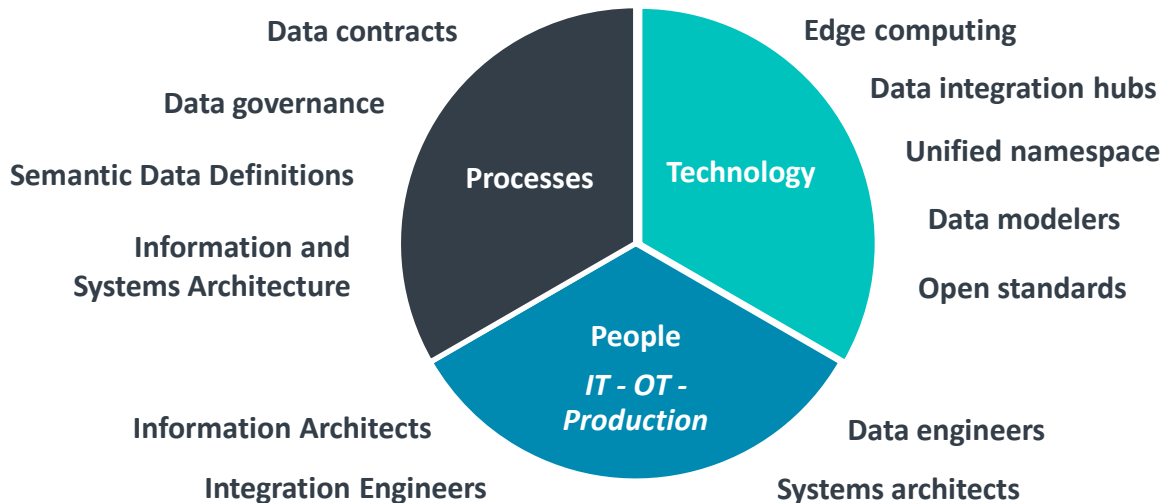 Data contracts
Data governance
Semantic Data Definitions
Information and
Systems Architecture
Processes
Edge computing
Data integration hubs
Unified namespace
Data modelers
Open standards
Technology
People
IT - OT -
Production
Information Architects
Integration Engineers
Data engineers
Systems architects